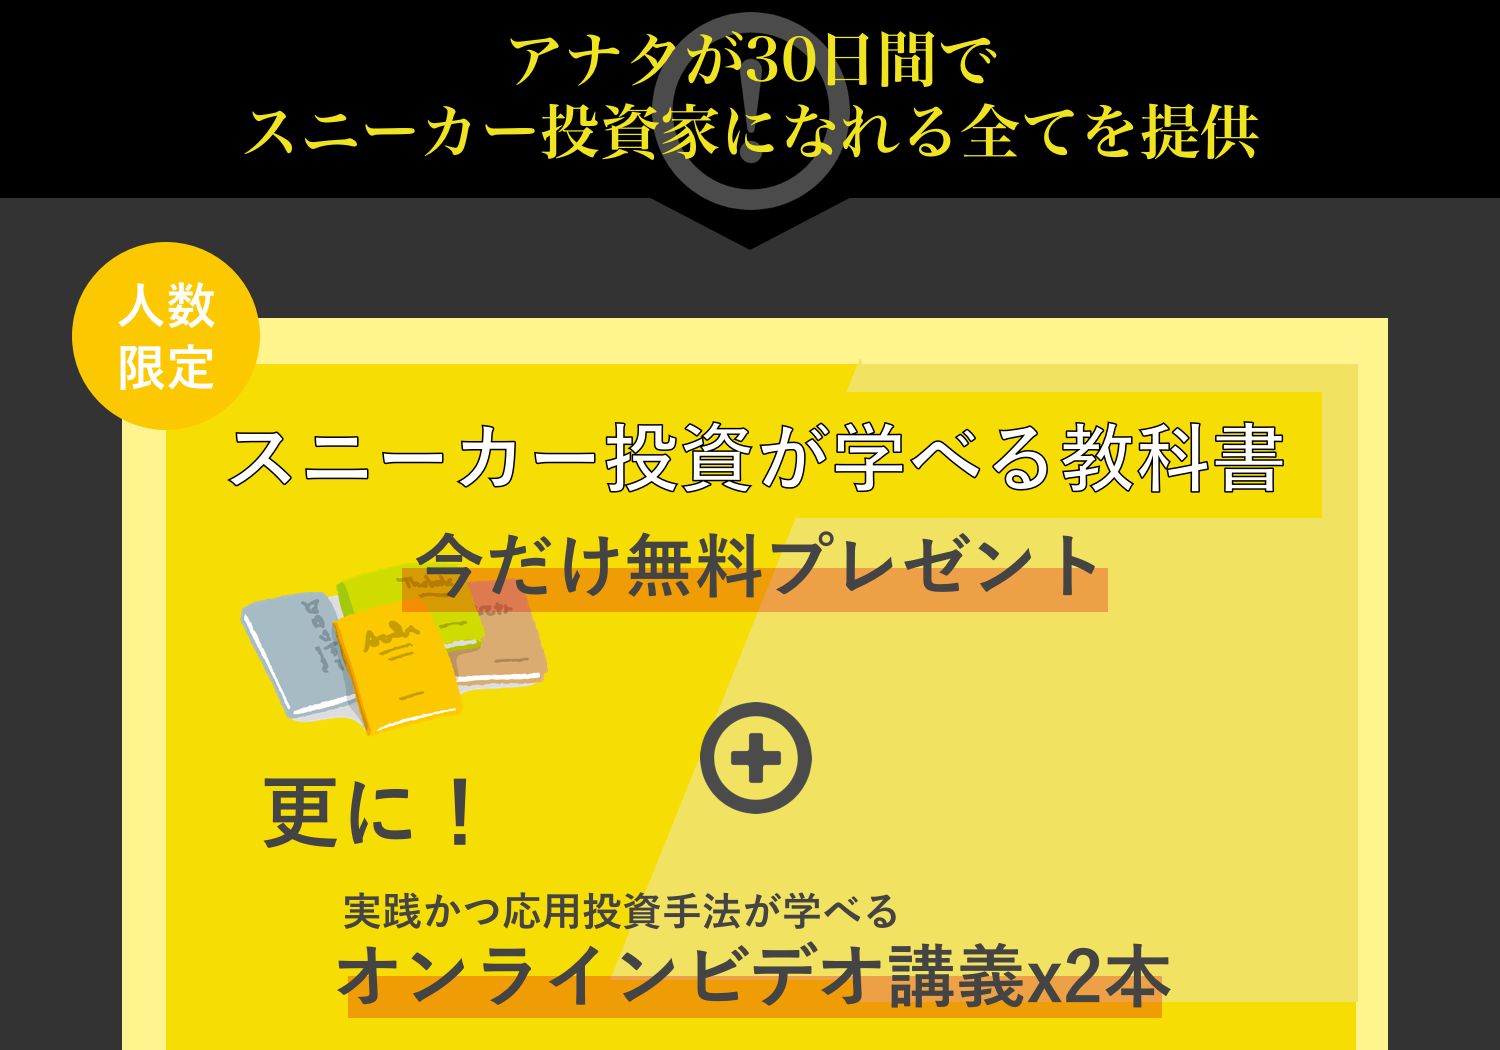 アナタが30日間で
スニーカー投資家になれる全てを提供
人数
限定
スニーカー投資が学べる教科書
今だけ無料プレゼント
更に！
実践かつ応用投資手法が学べる
オンラインビデオ講義x2本